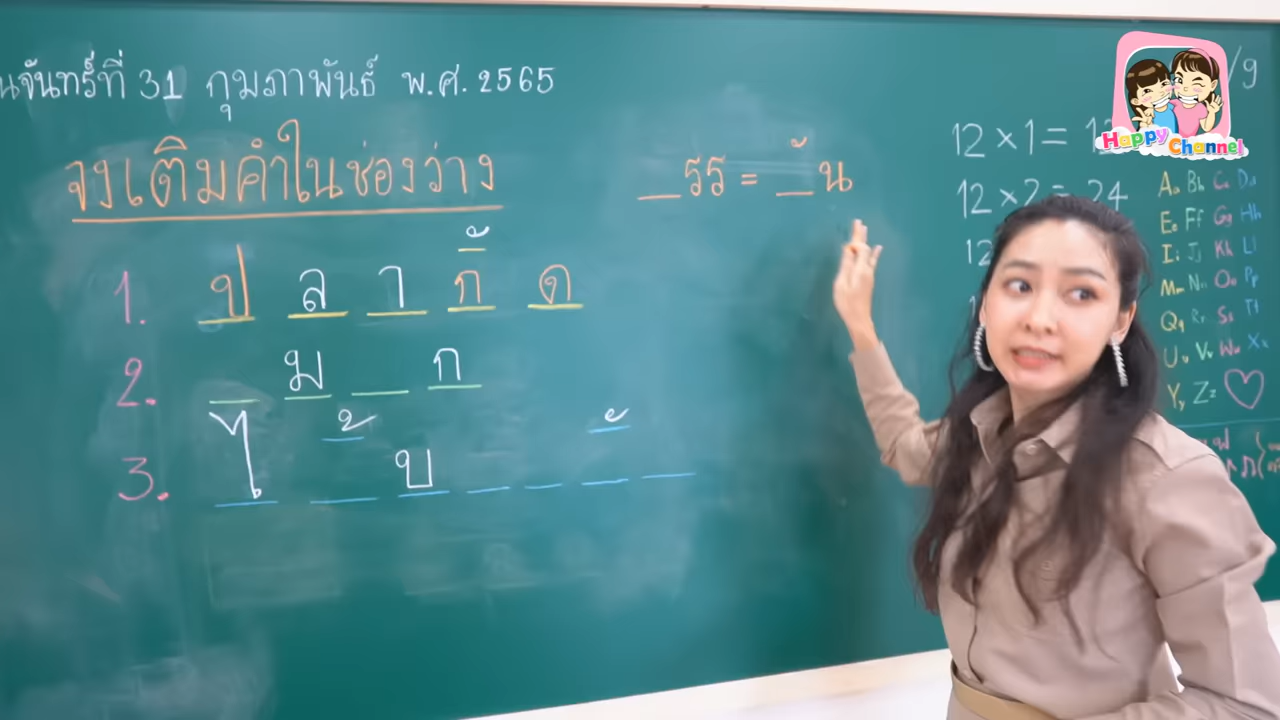 นจันทร์ที่ 31 กุมภาพันธ์ พ.ศ. 2565
จงเติมคำในช่องว่าง
1. ป ล า กั ด
2. _ ม _ ก
3. ไ _้ บ _ _ _ั _
_รร = _ั น
12 × 1 = 1
12 × 2 = 24
12
Happy Channel
/9
Aa Bb Cc Dd
Ee Ff Gg Hh
Ii Jj Kk Ll
Mm Nn Oo Pp
Qq Rr Ss Tt
Uu Vv Ww Xx
Yy Zz